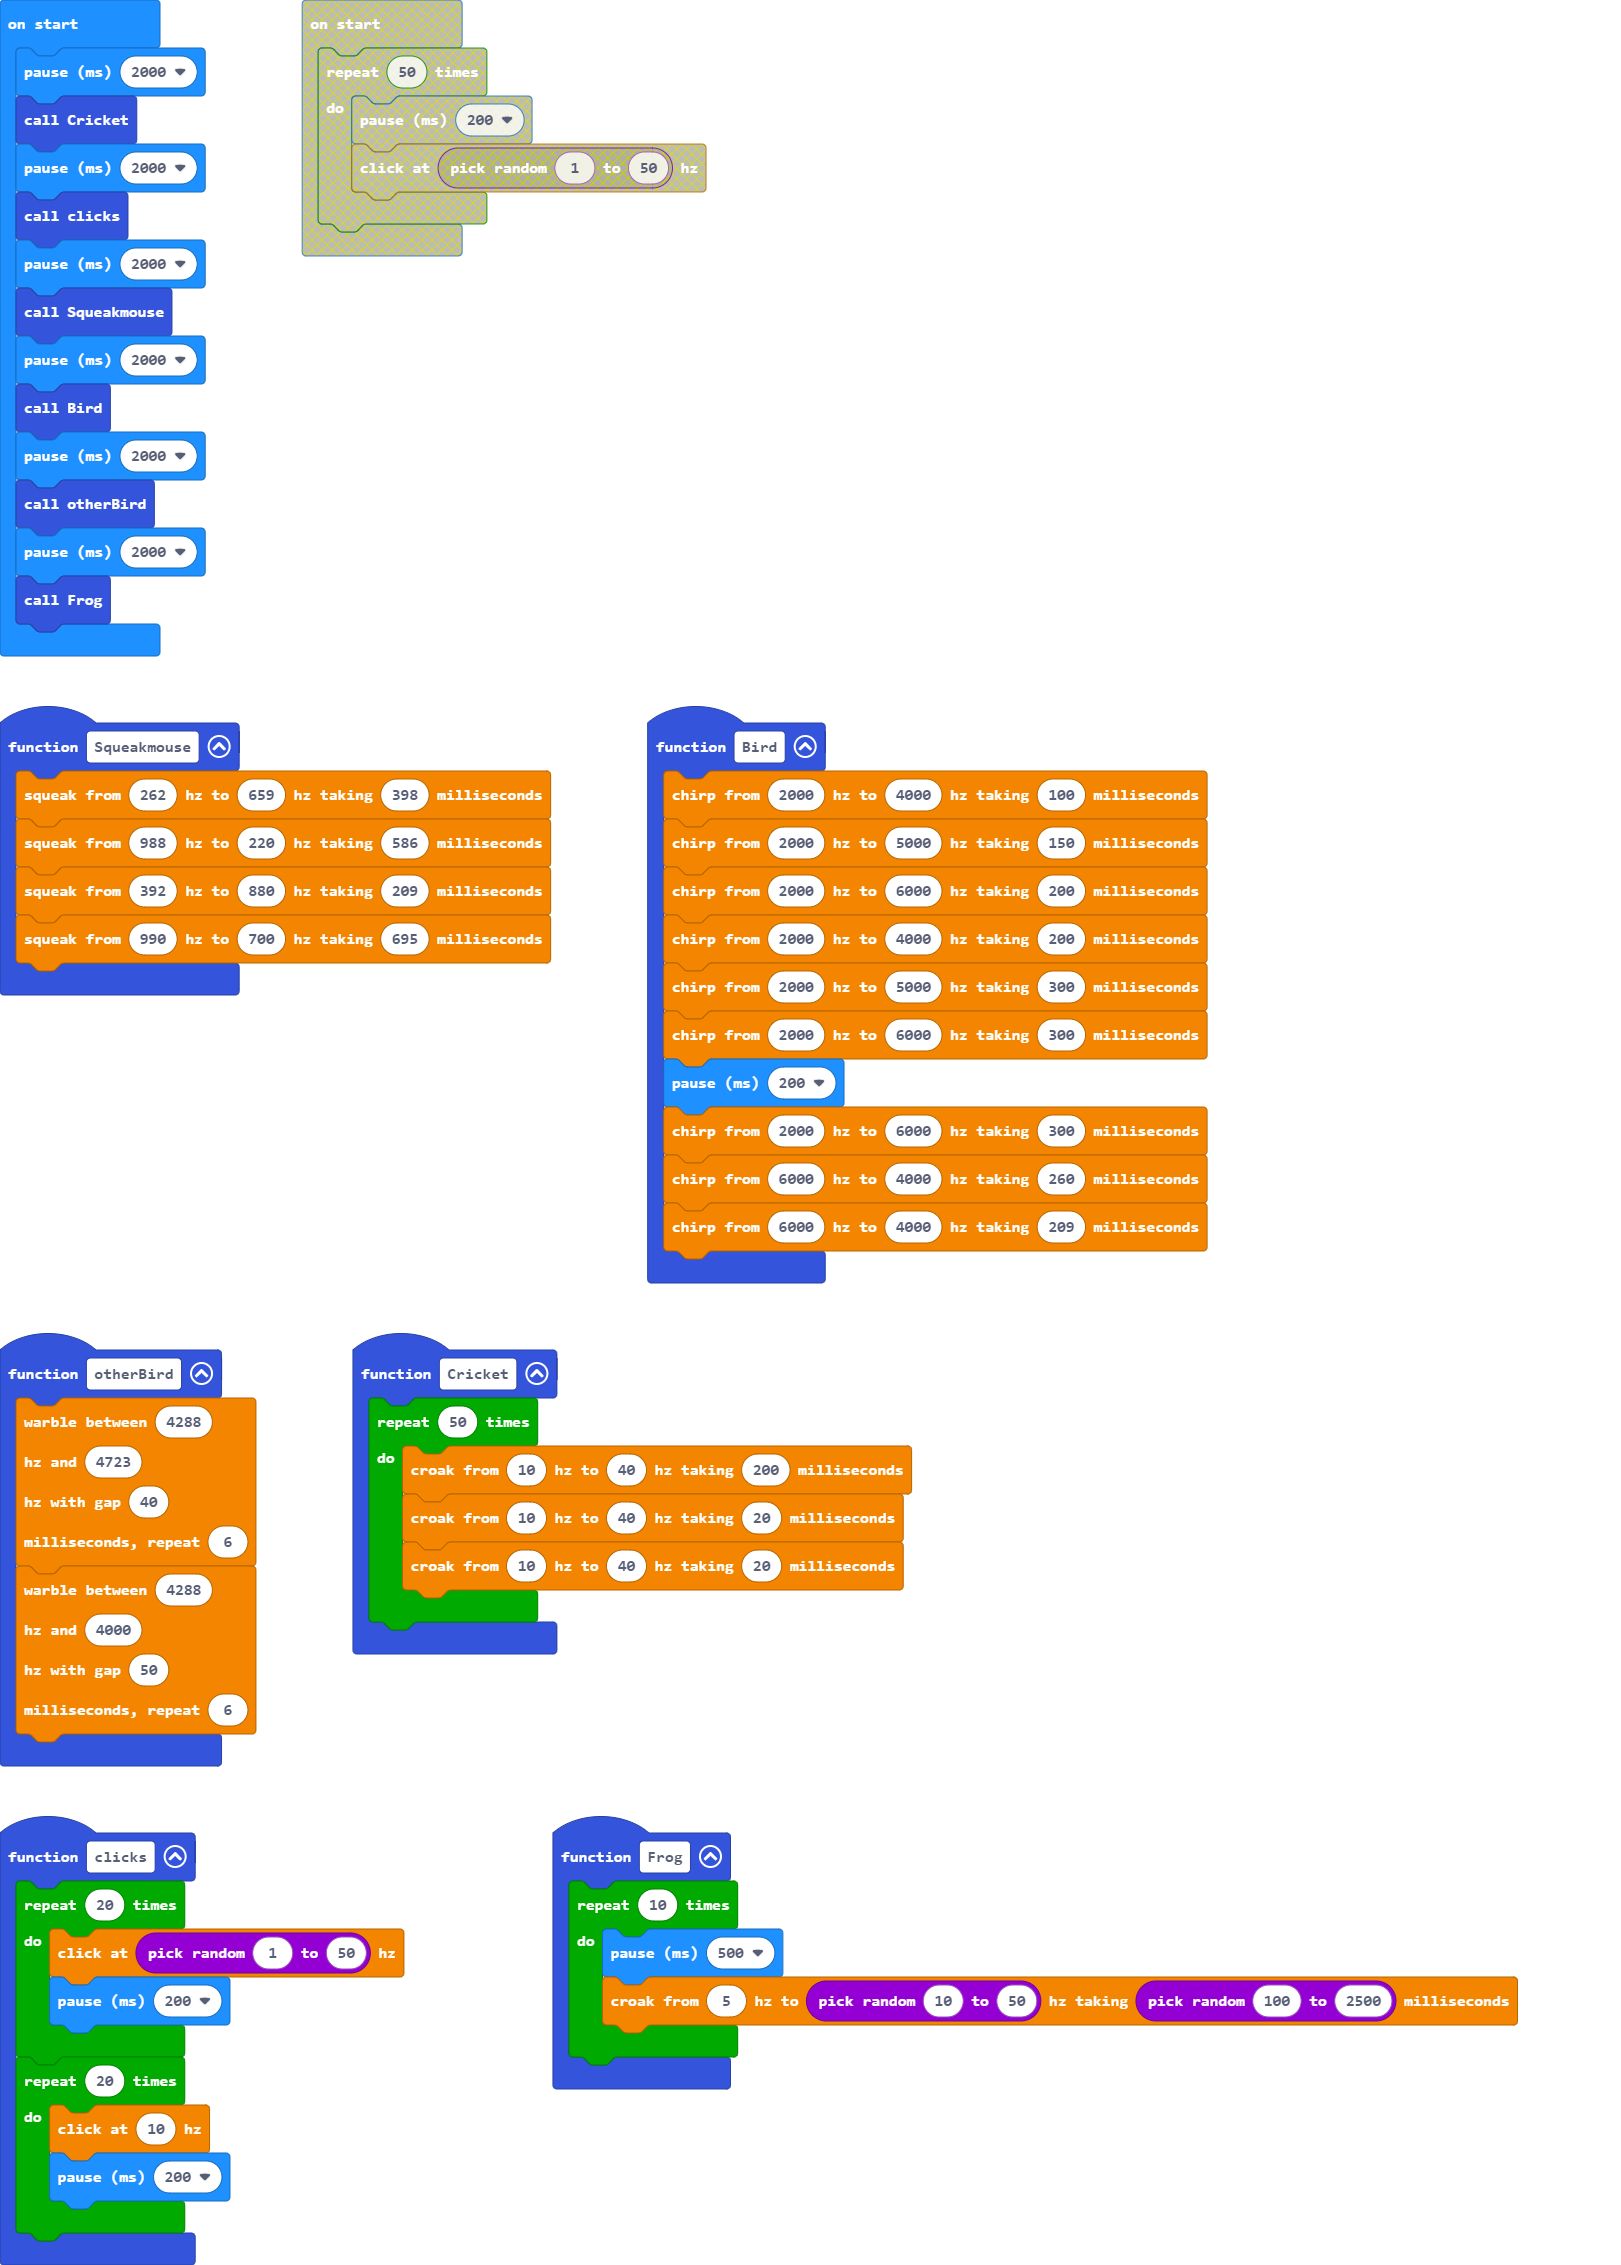 on start
pause (ms) 2000
call Cricket
pause (ms) 2000
call clicks
pause (ms) 2000
call Squeakmouse
pause (ms) 2000
call Bird
pause (ms) 2000
call otherBird
pause (ms) 2000
call Frog
on start
repeat 50 times
do
pause (ms) 200
click at pick random 1 to 50 hz
function Squeakmouse
squeak from 262 hz to 659 hz taking 398 milliseconds
squeak from 988 hz to 220 hz taking 586 milliseconds
squeak from 392 hz to 880 hz taking 209 milliseconds
squeak from 990 hz to 700 hz taking 695 milliseconds
function Bird
chirp from 2000 hz to 4000 hz taking 100 milliseconds
chirp from 2000 hz to 5000 hz taking 150 milliseconds
chirp from 2000 hz to 6000 hz taking 200 milliseconds
chirp from 2000 hz to 4000 hz taking 200 milliseconds
chirp from 2000 hz to 5000 hz taking 300 milliseconds
chirp from 2000 hz to 6000 hz taking 300 milliseconds
pause (ms) 200
chirp from 2000 hz to 6000 hz taking 300 milliseconds
chirp from 6000 hz to 4000 hz taking 260 milliseconds
chirp from 6000 hz to 4000 hz taking 209 milliseconds
function otherBird
warble between 4288
hz and 4723
hz with gap 40
milliseconds, repeat 6
warble between 4288
hz and 4000
hz with gap 50
milliseconds, repeat 6
function Cricket
repeat 50 times
do
croak from 10 hz to 40 hz taking 200 milliseconds
croak from 10 hz to 40 hz taking 20 milliseconds
croak from 10 hz to 40 hz taking 20 milliseconds
function clicks
repeat 20 times
do
click at pick random 1 to 50 hz
pause (ms) 200
repeat 20 times
do
click at 10 hz
pause (ms) 200
function Frog
repeat 10 times
do
pause (ms) 500
croak from 5 hz to pick random 10 to 50 hz taking pick random 100 to 2500 milliseconds